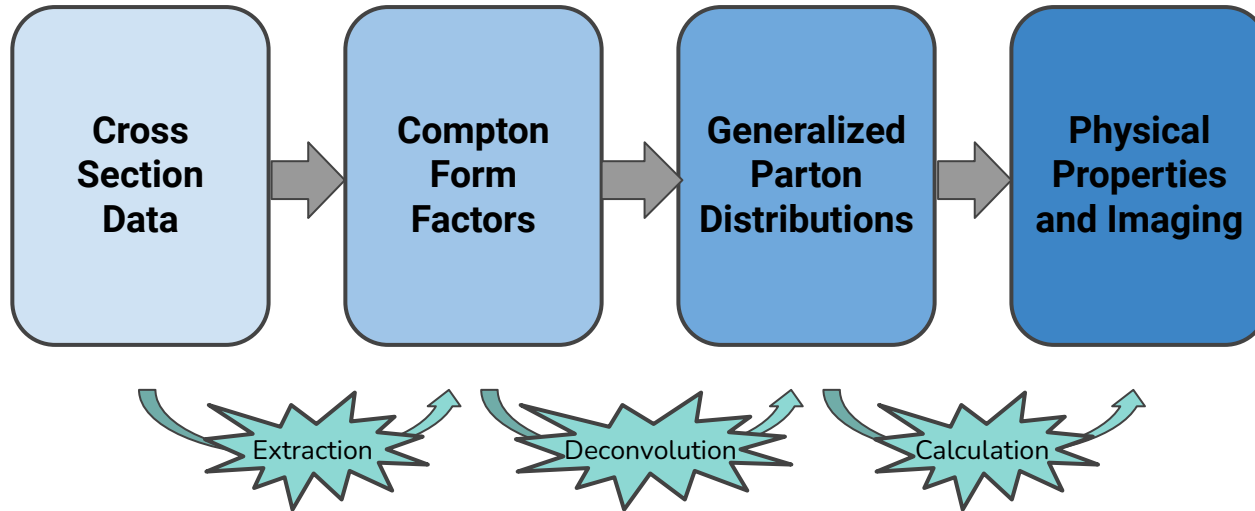 Cross
Section
Data
Compton
Form
Factors
Generalized
Parton
Distributions
Physical
Properties
and Imaging
Extraction
Deconvolution
Calculation